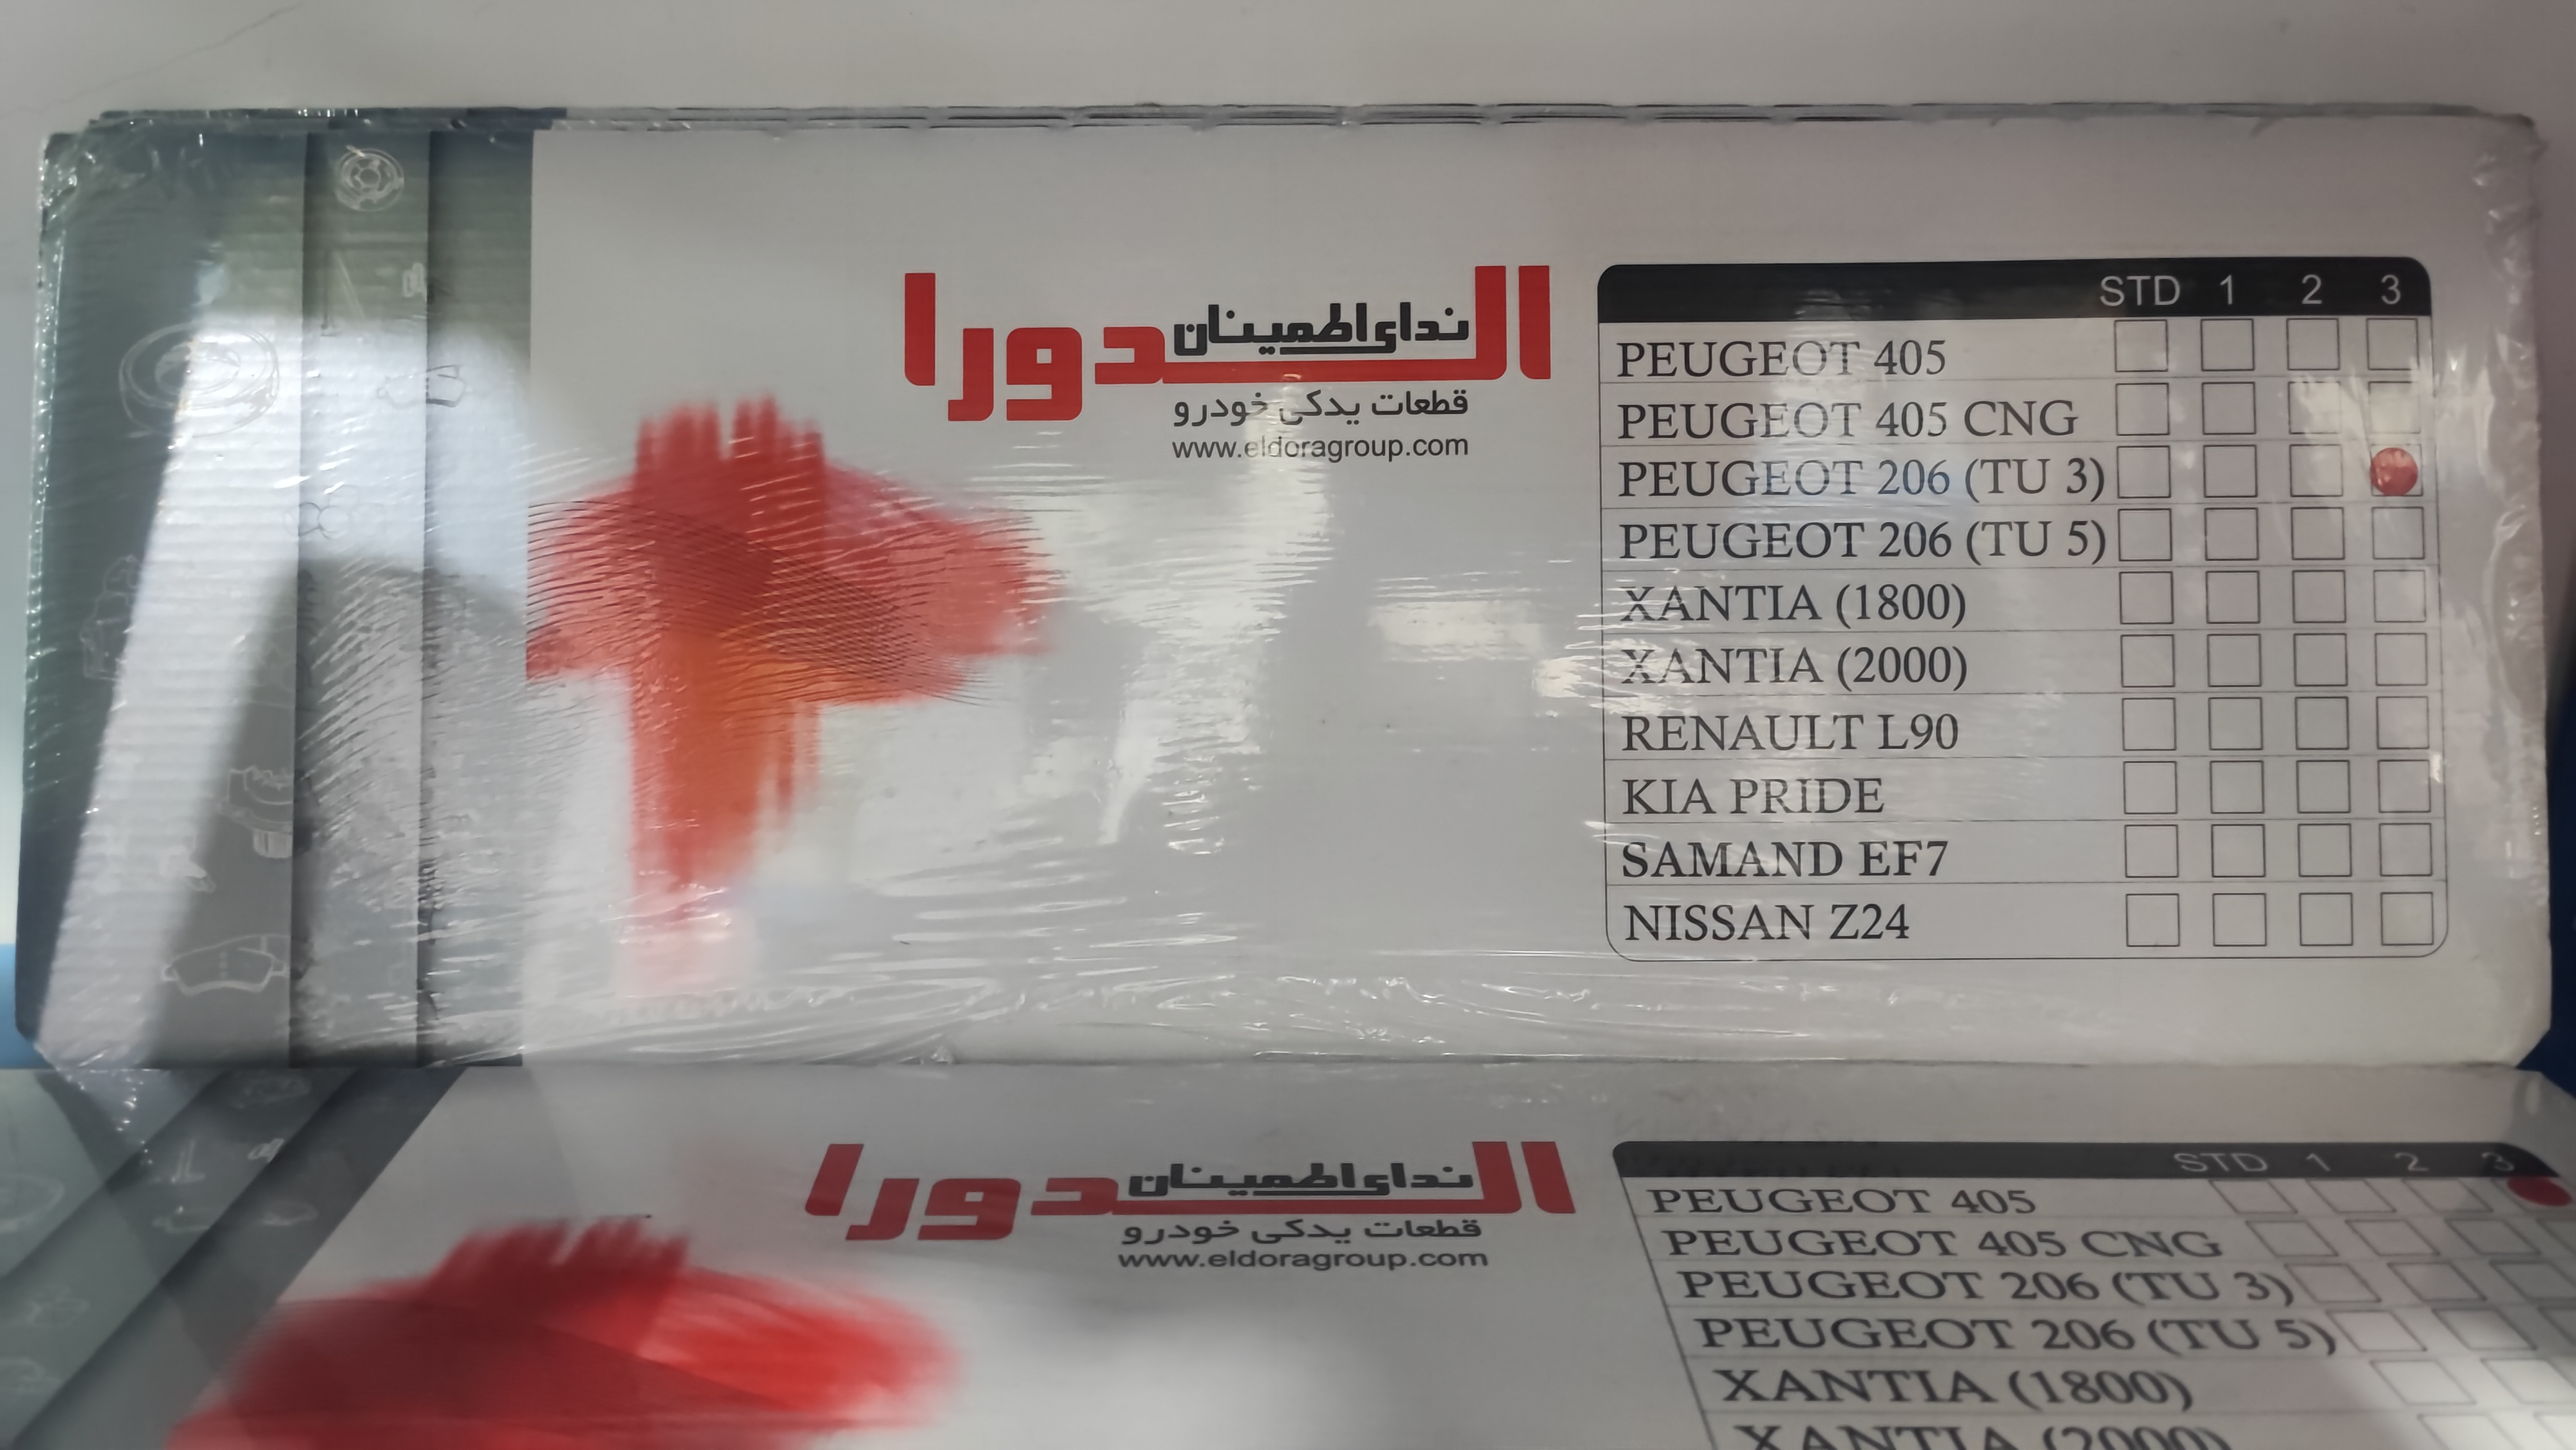 الدورا
ندای اطمینان
قطعات یدکی خودرو
www.eldoragroup.com
STD 1 2 3
PEUGEOT 405
PEUGEOT 405 CNG
PEUGEOT 206 (TU 3)
PEUGEOT 206 (TU 5)
XANTIA (1800)
XANTIA (2000)
RENAULT L90
KIA PRIDE
SAMAND EF7
NISSAN Z24
الدورا
ندای اطمینان
قطعات یدکی خودرو
www.eldoragroup.com
STD 1 2 3
PEUGEOT 405
PEUGEOT 405 CNG
PEUGEOT 206 (TU 3)
PEUGEOT 206 (TU 5)
XANTIA (1800)
XANTIA (2000)